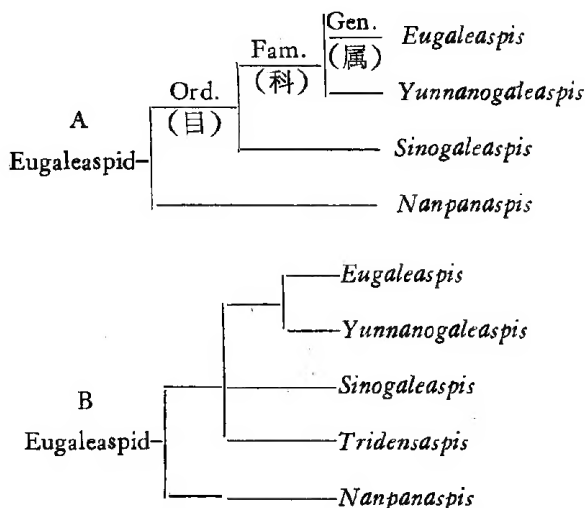 Gen.
(属)
Eugaleaspis
Fam.
(科)
Yunnanogaleaspis
Ord.
(目)
A
Sinogaleaspis
Eugaleaspid
Nanpanaspis
Eugaleaspis
Yunnanogaleaspis
Sinogaleaspis
B
Eugaleaspid
Tridensaspis
Nanpanaspis